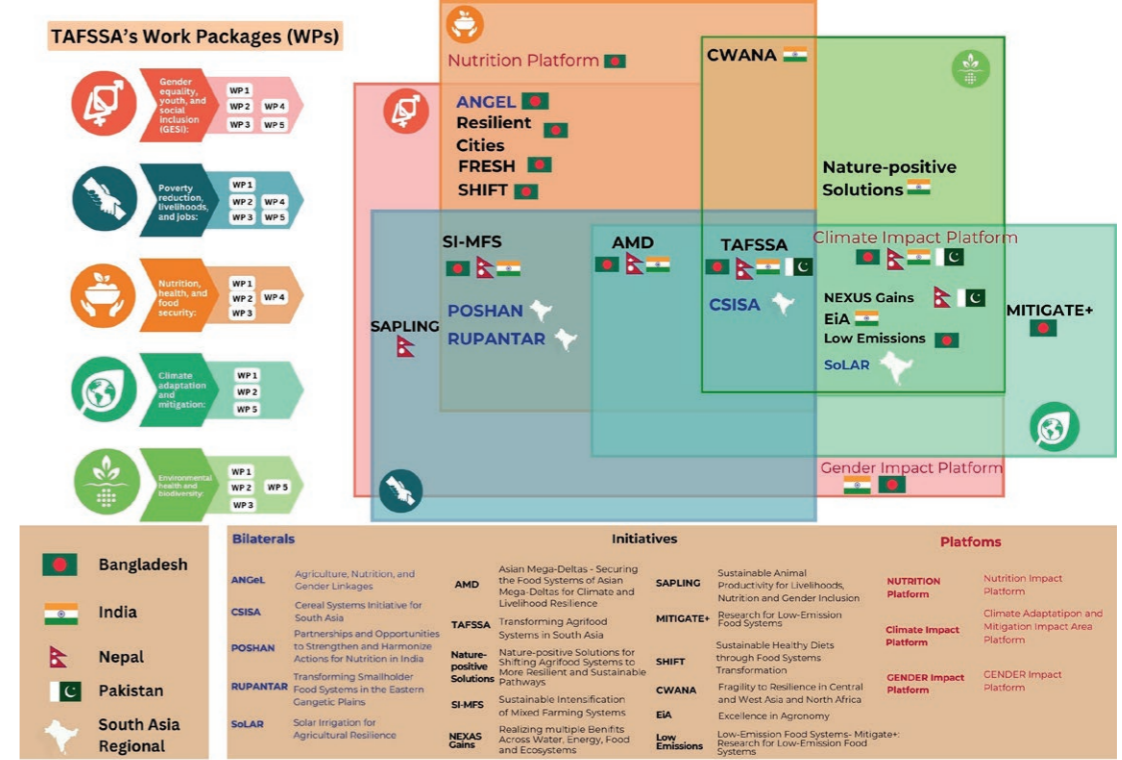 TAFSSA's Work Packages (WPs)
Gender
equality,
youth, and
social
inclusion
(GESI):
WP 1
WP 2 WP 4
WP 3 WP 5
Poverty
reduction,
livelihoods,
and jobs:
WP 1
WP 2 WP 4
WP 3 WP 5
Nutrition,
health, and
food
security:
WP 1
WP 2 WP 4
WP 3
Climate
adaptation
and
mitigation:
WP 1
WP 2
WP 5
Environmental
health and
biodiversity:
WP 1
WP 2 WP 5
WP 3
Nutrition Platform
CWANA
ANGEL
Resilient
Cities
FRESH
SHIFT
Nature-positive
Solutions
SI-MFS
AMD
TAFSSA
Climate Impact Platform
POSHAN
RUPANTAR
CSISA
NEXUS Gains
EiA
Low Emissions
SoLAR
SAPLING
MITIGATE+
Gender Impact Platform
Bangladesh
India
Nepal
Pakistan
South Asia
Regional
Bilaterals
ANGeL
Agriculture, Nutrition, and
Gender Linkages
CSISA
Cereal Systems Initiative for
South Asia
POSHAN
Partnerships and Opportunities
to Strengthen and Harmonize
Actions for Nutrition in India
RUPANTAR
Transforming Smallholder
Food Systems in the Eastern
Gangetic Plains
SoLAR
Solar Irrigation for
Agricultural Resilience
Initiatives
AMD
Asian Mega-Deltas - Securing
the Food Systems of Asian
Mega-Deltas for Climate and
Livelihood Resilience
TAFSSA
Transforming Agrifood
Systems in South Asia
Nature-
positive
Solutions
Nature-positive Solutions for
Shifting Agrifood Systems to
More Resilient and Sustainable
Pathways
SI-MFS
Sustainable Intensification
of Mixed Farming Systems
NEXAS
Gains
Realizing multiple Benifits
Across Water, Energy, Food
and Ecosystems
SAPLING
Sustainable Animal
Productivity for Livelihoods,
Nutrition and Gender Inclusion
MITIGATE+
Research for Low-Emission
Food Systems
SHIFT
Sustainable Healthy Diets
through Food Systems
Transformation
CWANA
Fragility to Resilience in Central
and West Asia and North Africa
EiA
Excellence in Agronomy
Low
Emissions
Low-Emission Food Systems- Mitigate+:
Research for Low-Emission Food
Systems
Platfoms
NUTRITION
Platform
Nutrition Impact
Platform
Climate Impact
Platform
Climate Adaptatipon and
Mitigation Impact Area
Platform
GENDER Impact
Platform
GENDER Impact
Platform